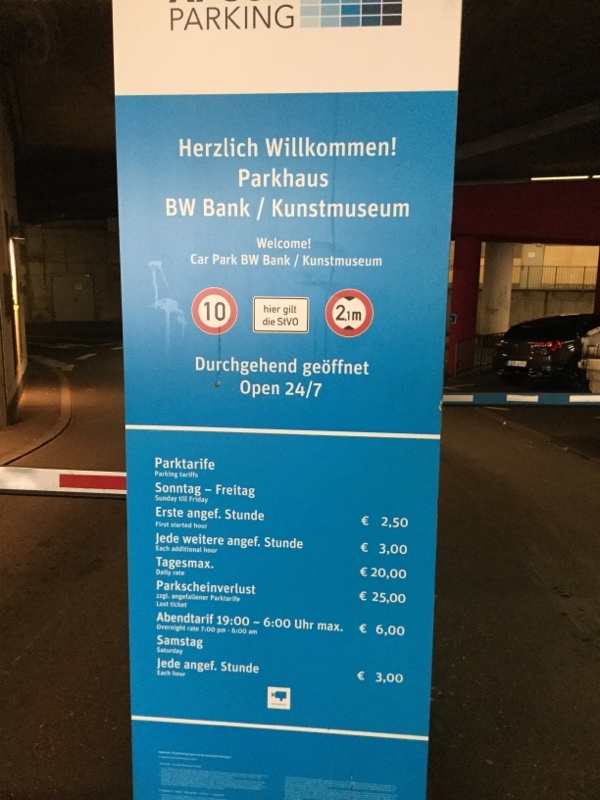 PARKING
Herzlich Willkommen!
Parkhaus
BW Bank / Kunstmuseum
Welcome!
Car Park BW Bank / Kunstmuseum
10
hier gilt
die StVO
2,1m
Durchgehend geöffnet
Open 24/7
Parktarife
Parking tariffs
Sonntag – Freitag
Sunday till Friday
Erste angef. Stunde € 2,50
First started hour
Jede weitere angef. Stunde € 3,00
Each additional hour
Tagesmax. € 20,00
Daily rate
Parkscheinverlust € 25,00
zzgl. angefallener Parktarife
Lost ticket
Abendtarif 19:00 – 6:00 Uhr max. € 6,00
Overnight rate 7:00 pm - 6:00 am
Samstag
Saturday
Jede angef. Stunde € 3,00
Each hour